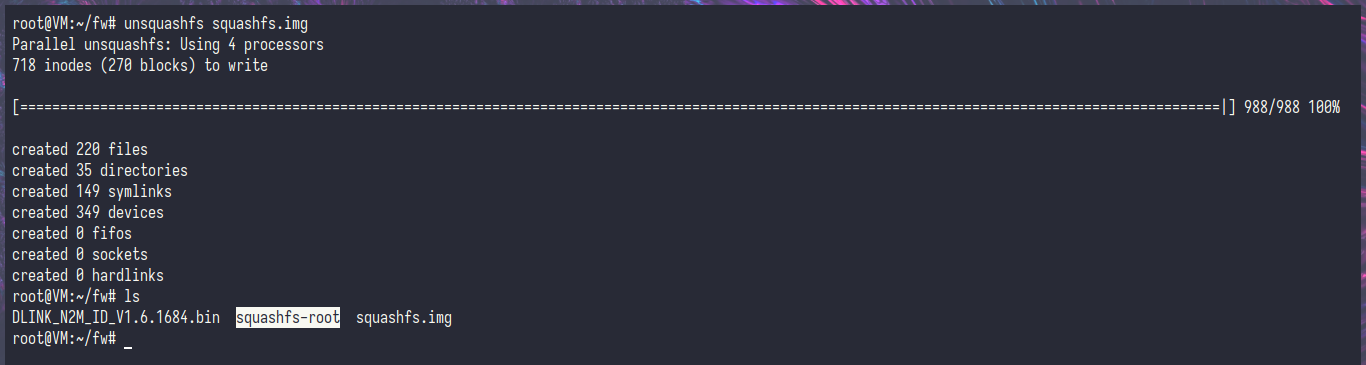 root@VM:~/fw# unsquashfs squashfs.img
Parallel unsquashfs: Using 4 processors
718 inodes (270 blocks) to write
[======================================================================================================================================================|] 988/988 100%
created 220 files
created 35 directories
created 149 symlinks
created 349 devices
created 0 fifos
created 0 sockets
created 0 hardlinks
root@VM:~/fw# ls
DLINK_N2M_ID_V1.6.1684.bin  squashfs-root  squashfs.img
root@VM:~/fw# _